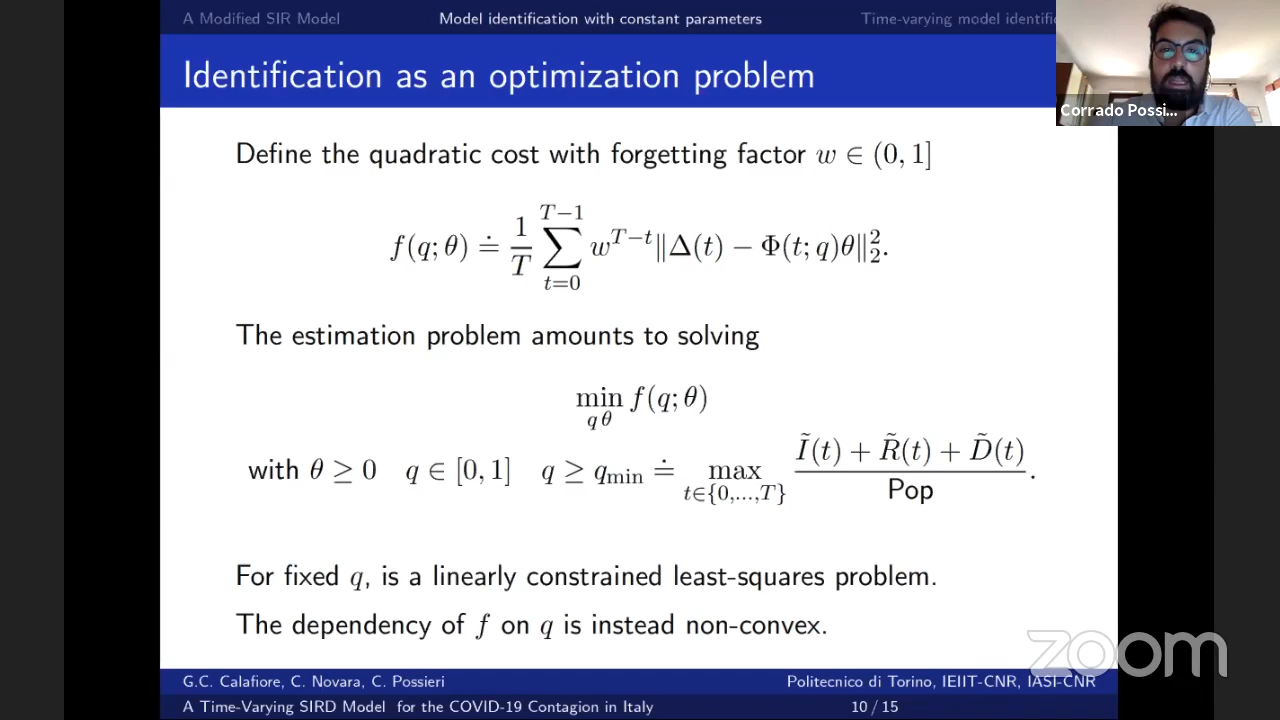 A Modified SIR Model Model identification with constant parameters Time-varying model identifi
Identification as an optimization problem
Corrado Possi...
Define the quadratic cost with forgetting factor w ∈ (0, 1]
f(q; θ) ≐ 1/T ∑_{t=0}^{T−1} w^{T−t} ‖Δ(t) − Φ(t; q)θ‖₂².
The estimation problem amounts to solving
min_{q θ} f(q; θ)
with θ ≥ 0 q ∈ [0, 1] q ≥ q_min ≐ max_{t∈{0,...,T}} (Ĩ(t) + R̃(t) + D̃(t))/Pop .
For fixed q, is a linearly constrained least-squares problem.
The dependency of f on q is instead non-convex.
zoom
G.C. Calafiore, C. Novara, C. Possieri Politecnico di Torino, IEIIT-CNR, IASI-CNR
A Time-Varying SIRD Model for the COVID-19 Contagion in Italy 10 / 15